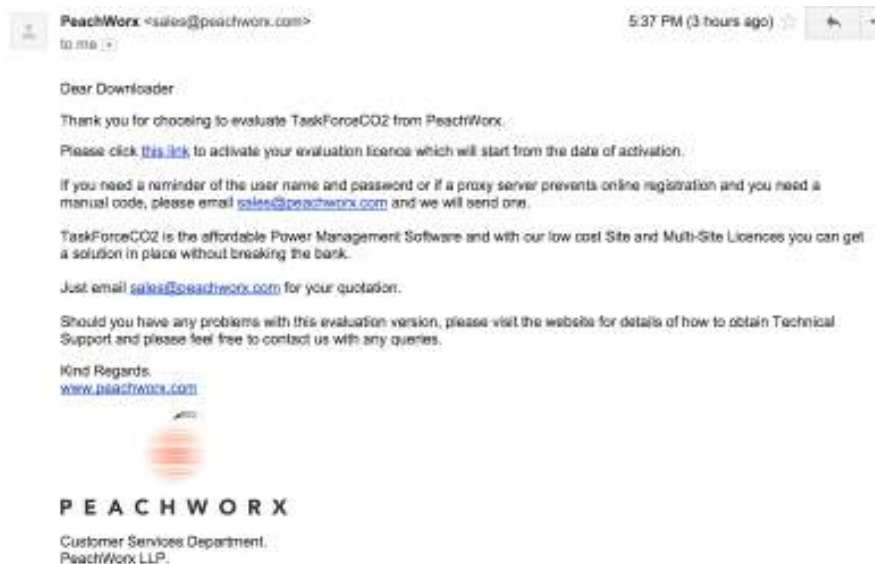 PeachWorx <sales@peachworx.com>
5:37 PM (3 hours ago)
to me
Dear Downloader
Thank you for choosing to evaluate TaskForceCO2 from PeachWorx.
Please click this link to activate your evaluation licence which will start from the date of activation.
If you need a reminder of the user name and password or if a proxy server prevents online registration and you need a
manual code, please email sales@peachworx.com and we will send one.
TaskForceCO2 is the affordable Power Management Software and with our low cost Site and Multi-Site Licences you can get
a solution in place without breaking the bank.
Just email sales@peachworx.com for your quotation.
Should you have any problems with this evaluation version, please visit the website for details of how to obtain Technical
Support and please feel free to contact us with any queries.
Kind Regards.
www.peachworx.com
PEACHWORX
Customer Services Department.
PeachWorx LLP.